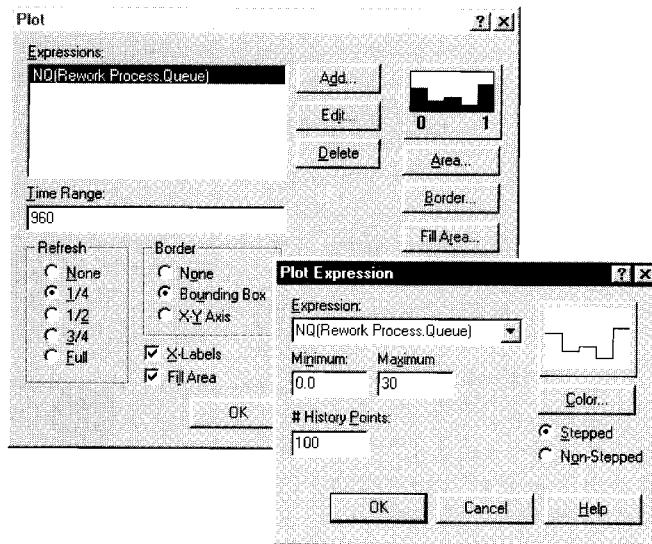 Plot
? x
Expressions:
NQ(Rework Process.Queue)
Add...
Edit...
Delete
0 1
Area...
Border...
Fill Area...
Time Range:
960
Refresh
None
1/4
1/2
3/4
Full
Border
None
Bounding Box
X-Y Axis
X-Labels
Fill Area
OK
Plot Expression
? x
Expression:
NQ(Rework Process.Queue)
Minimum: Maximum
0.0 30
# History Points:
100
Color...
Stepped
Non-Stepped
OK Cancel Help